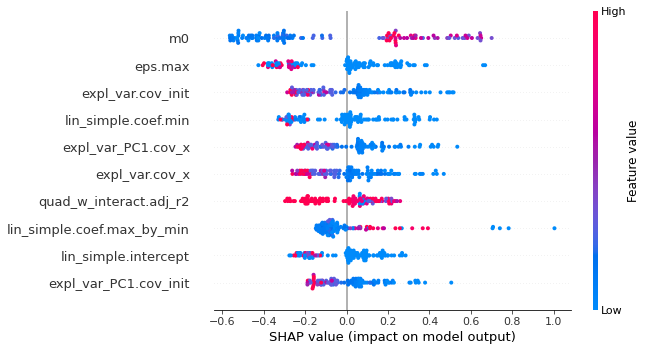 High
m0
eps.max
expl_var.cov_init
lin_simple.coef.min
expl_var_PC1.cov_x
expl_var.cov_x
quad_w_interact.adj_r2
lin_simple.coef.max_by_min
lin_simple.intercept
expl_var_PC1.cov_init
Feature value
Low
−0.6 −0.4 −0.2 0.0 0.2 0.4 0.6 0.8 1.0
SHAP value (impact on model output)